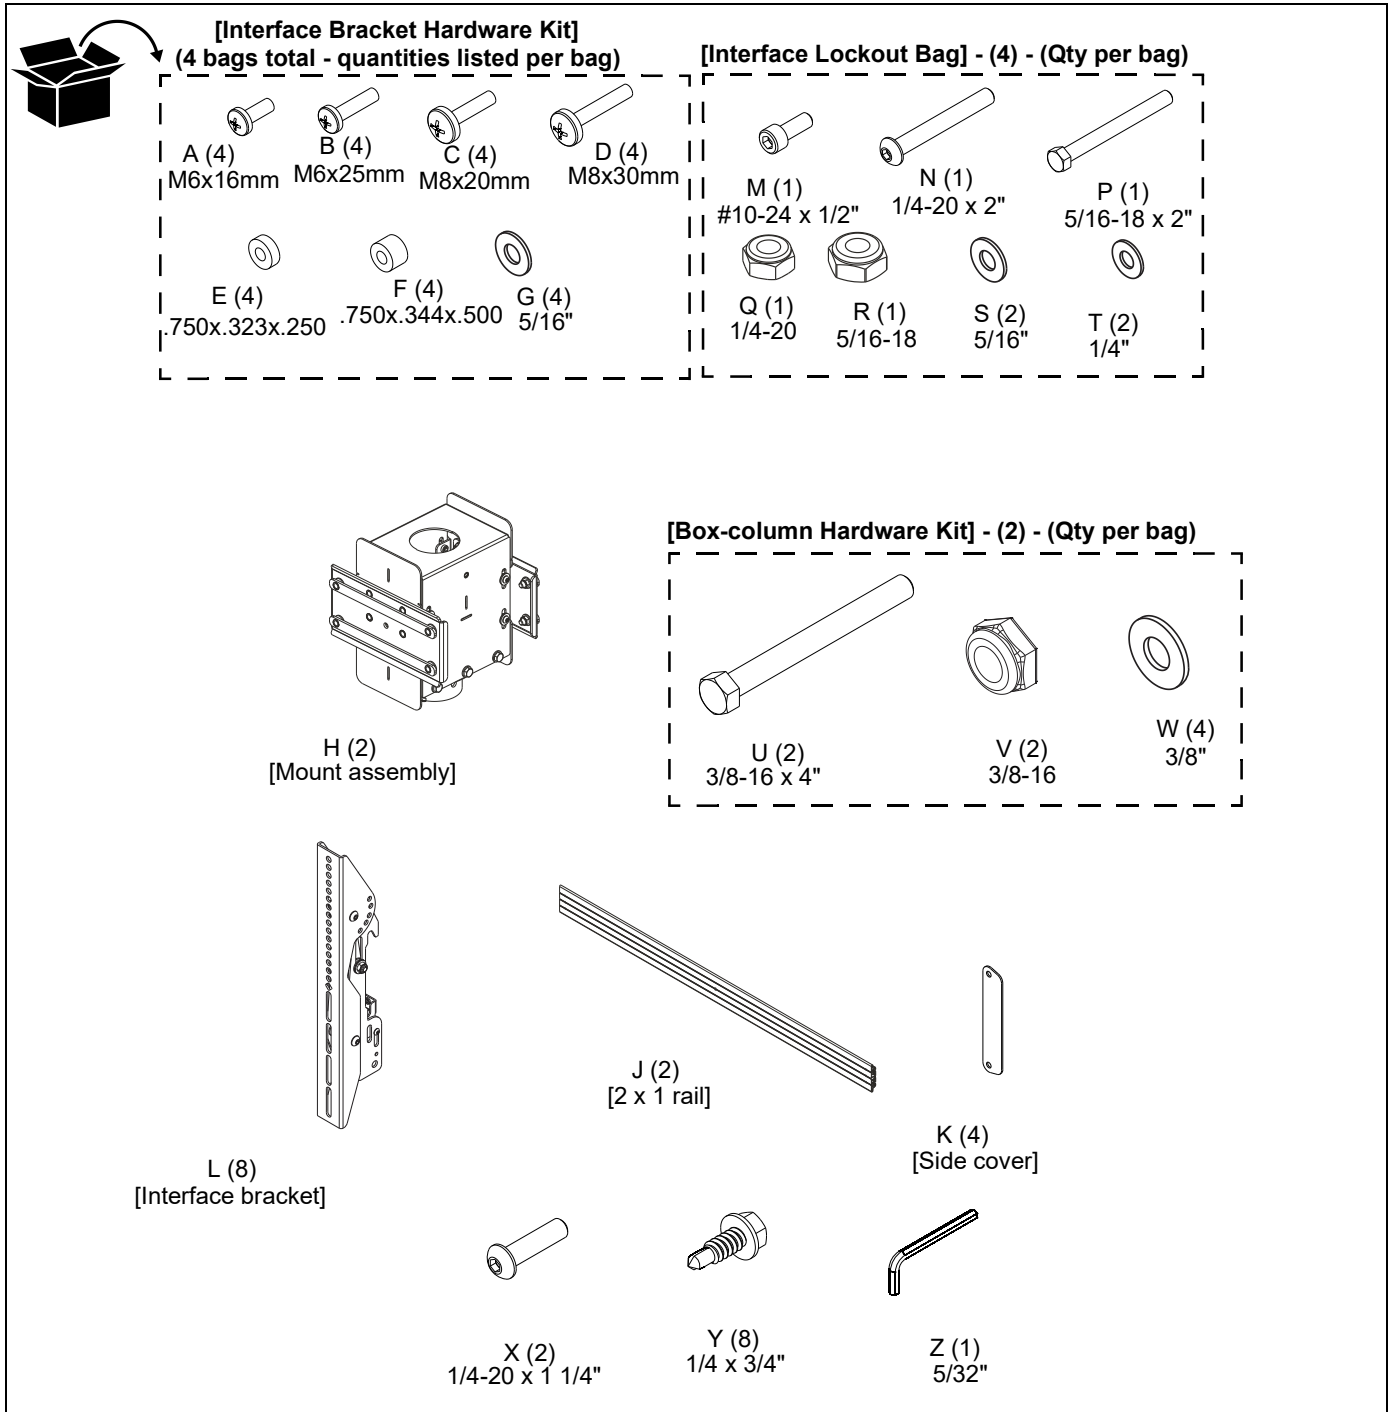 [Interface Bracket Hardware Kit]
(4 bags total - quantities listed per bag)
A (4)
M6x16mm
B (4)
M6x25mm
C (4)
M8x20mm
D (4)
M8x30mm
E (4)
.750x.323x.250
F (4)
.750x.344x.500
G (4)
5/16"
[Interface Lockout Bag] - (4) - (Qty per bag)
M (1)
#10-24 x 1/2"
N (1)
1/4-20 x 2"
P (1)
5/16-18 x 2"
Q (1)
1/4-20
R (1)
5/16-18
S (2)
5/16"
T (2)
1/4"
H (2)
[Mount assembly]
[Box-column Hardware Kit] - (2) - (Qty per bag)
U (2)
3/8-16 x 4"
V (2)
3/8-16
W (4)
3/8"
L (8)
[Interface bracket]
J (2)
[2 x 1 rail]
K (4)
[Side cover]
X (2)
1/4-20 x 1 1/4"
Y (8)
1/4 x 3/4"
Z (1)
5/32"